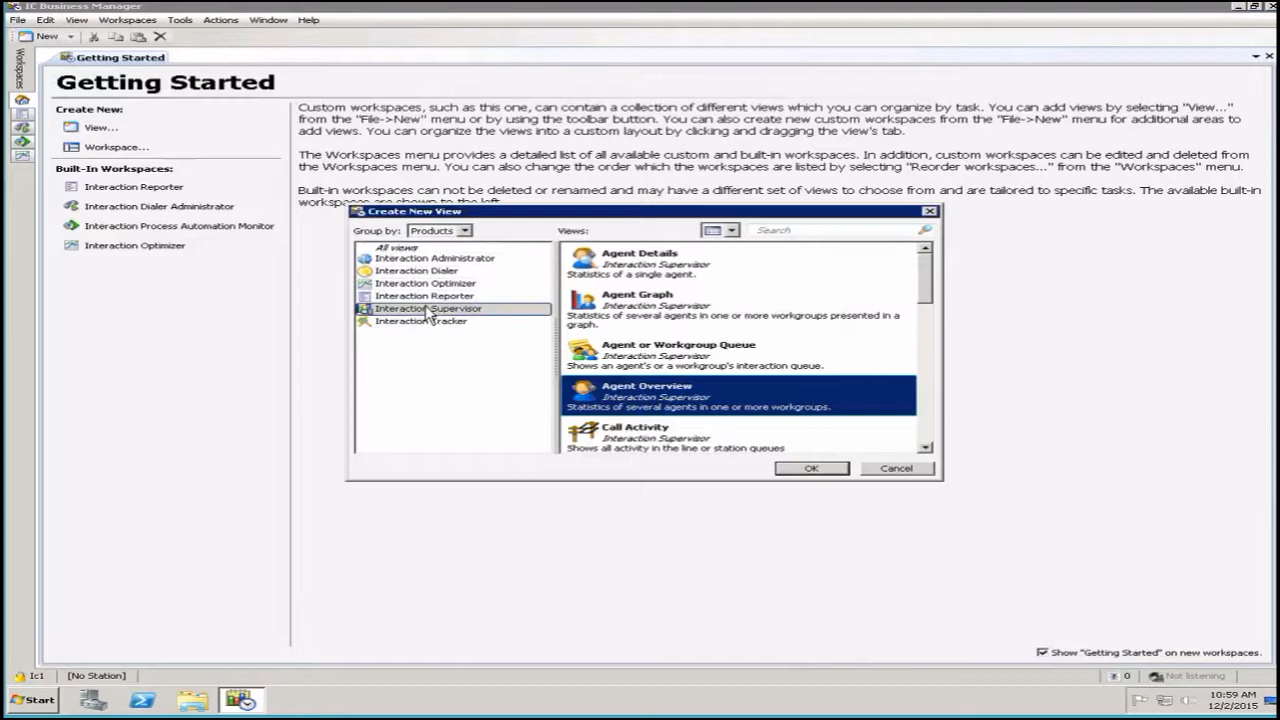 IC Business Manager
File Edit View Workspaces Tools Actions Window Help
New
Workspaces
Getting Started
Getting Started
Create New:
View...
Workspace...
Built-In Workspaces:
Interaction Reporter
Interaction Dialer Administrator
Interaction Process Automation Monitor
Interaction Optimizer
Custom workspaces, such as this one, can contain a collection of different views which you can organize by task. You can add views by selecting "View..."
from the "File->New" menu or by using the toolbar button. You can also create new custom workspaces from the "File->New" menu for additional areas to
add views. You can organize the views into a custom layout by clicking and dragging the view's tab.
The Workspaces menu provides a detailed list of all available custom and built-in workspaces. In addition, custom workspaces can be edited and deleted from
the Workspaces menu. You can also change the order which the workspaces are listed by selecting "Reorder workspaces..." from the "Workspaces" menu.
Built-in workspaces can not be deleted or renamed and may have a different set of views to choose from and are tailored to specific tasks. The available built-in
workspaces are shown to the left.
Create New View
Group by: Products
Views:
Search
All views
Interaction Administrator
Interaction Dialer
Interaction Optimizer
Interaction Reporter
Interaction Supervisor
Interaction Tracker
Agent Details
Interaction Supervisor
Statistics of a single agent.
Agent Graph
Interaction Supervisor
Statistics of several agents in one or more workgroups presented in a
graph.
Agent or Workgroup Queue
Interaction Supervisor
Shows an agent's or a workgroup's interaction queue.
Agent Overview
Interaction Supervisor
Statistics of several agents in one or more workgroups.
Call Activity
Interaction Supervisor
Shows all activity in the line or station queues
OK Cancel
Show "Getting Started" on new workspaces.
Ic1 [No Station]
0 Not listening
Start
10:59 AM
12/2/2015